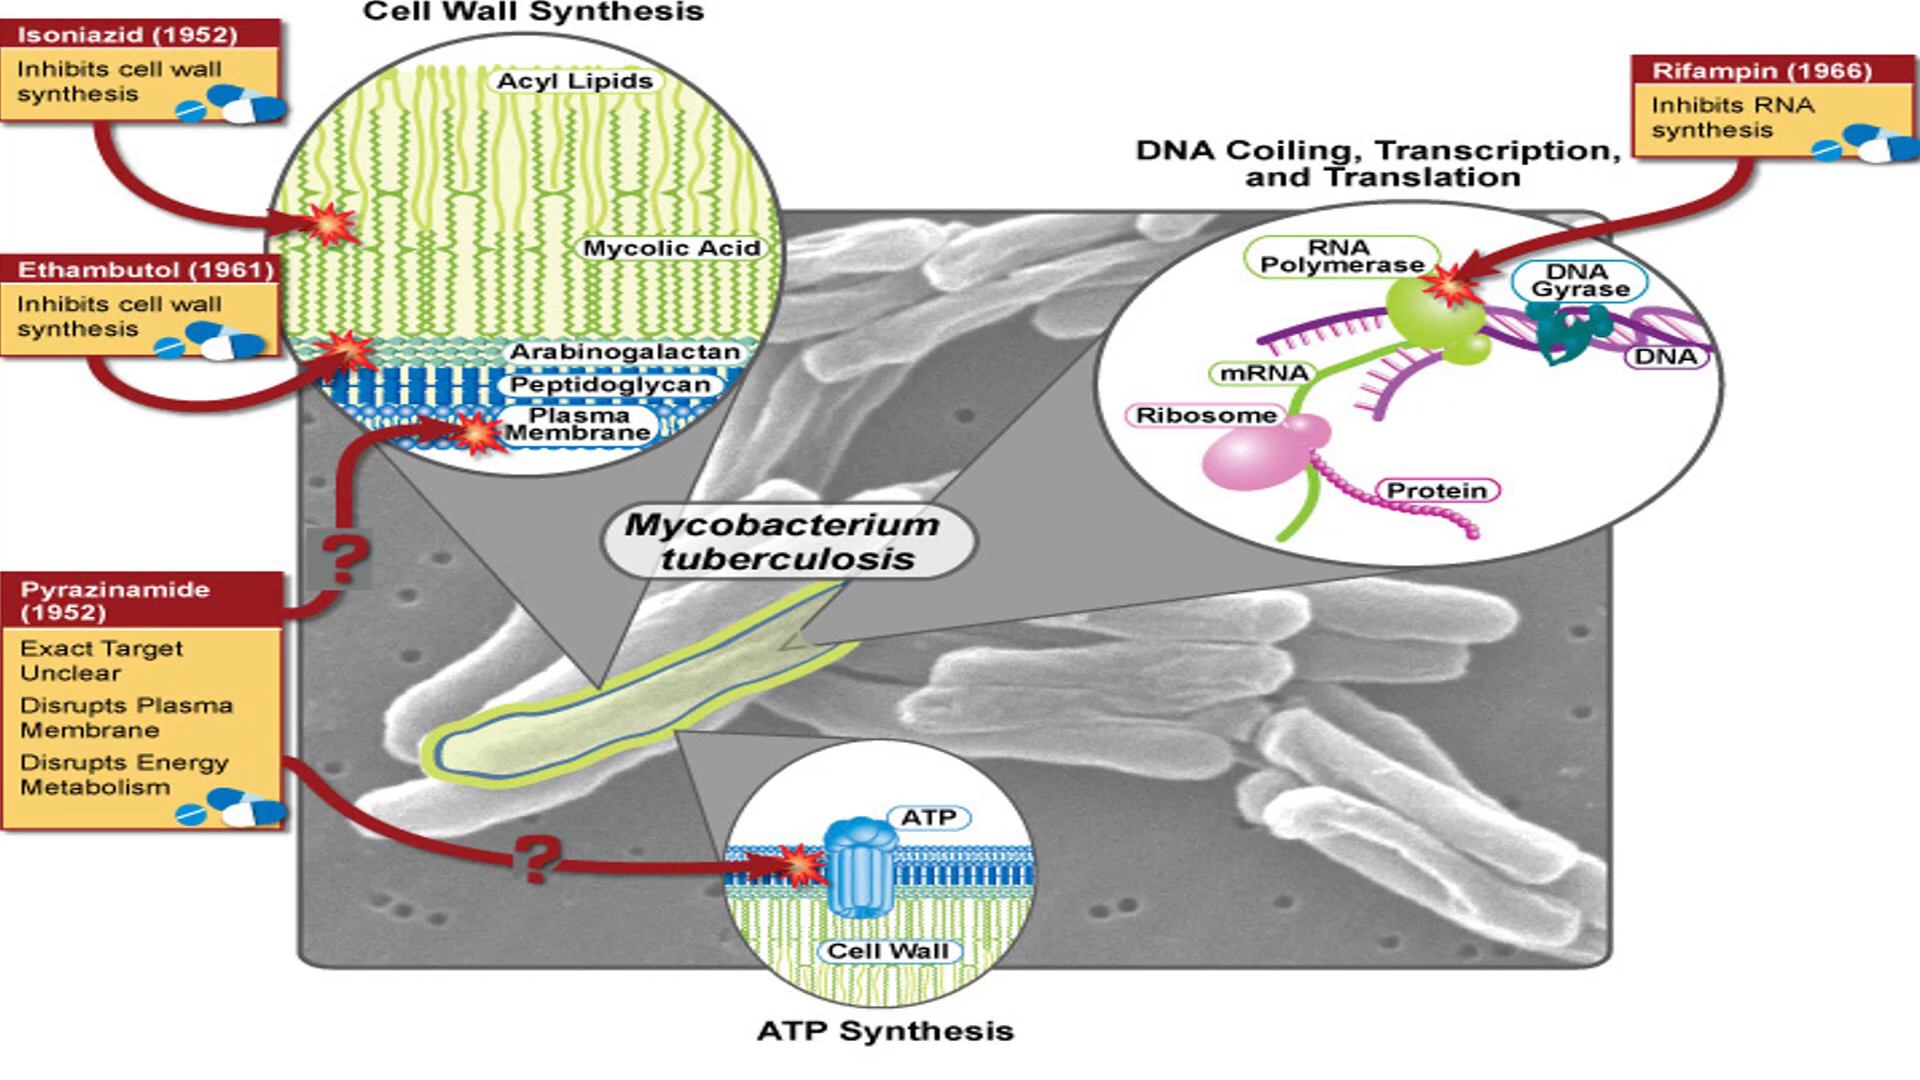 Cell Wall Synthesis
Isoniazid (1952)
Inhibits cell wall
synthesis
Acyl Lipids
Mycolic Acid
Ethambutol (1961)
Inhibits cell wall
synthesis
Arabinogalactan
Peptidoglycan
Plasma
Membrane
Rifampin (1966)
Inhibits RNA
synthesis
DNA Coiling, Transcription,
and Translation
RNA
Polymerase
DNA
Gyrase
DNA
mRNA
Ribosome
Protein
Mycobacterium
tuberculosis
?
Pyrazinamide
(1952)
Exact Target
Unclear
Disrupts Plasma
Membrane
Disrupts Energy
Metabolism
?
ATP
Cell Wall
ATP Synthesis